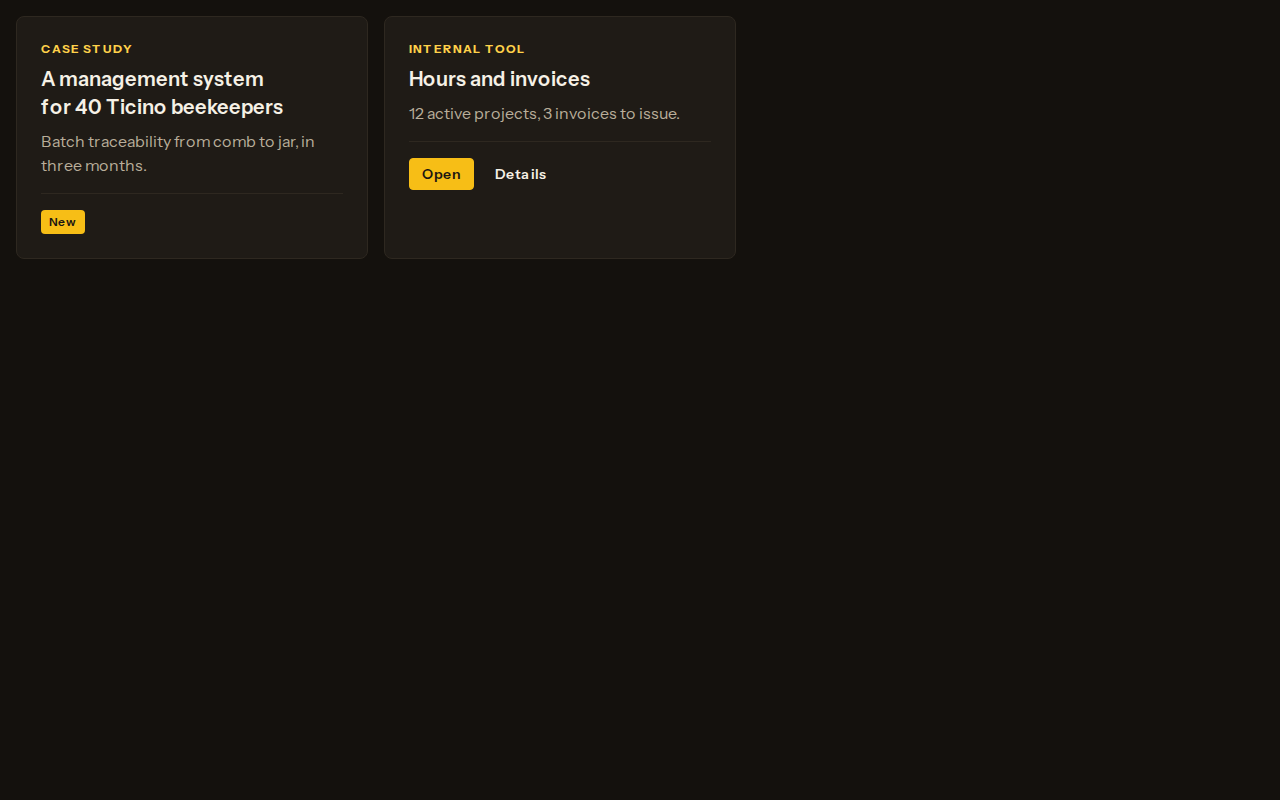 CASE STUDY
A management system
for 40 Ticino beekeepers
Batch traceability from comb to jar, in
three months.
New
INTERNAL TOOL
Hours and invoices
12 active projects, 3 invoices to issue.
Open
Details